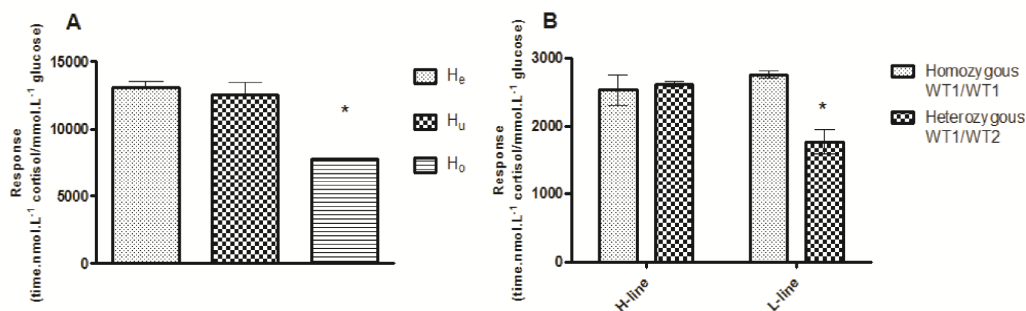 A
Response
(time.nmol.L⁻¹ cortisol/mmol.L⁻¹ glucose)
15000
10000
5000
0
*
He
Hu
Ho
B
Response
(time.nmol.L⁻¹ cortisol/mmol.L⁻¹ glucose)
3000
2000
1000
0
*
H-line
L-line
Homozygous
WT1/WT1
Heterozygous
WT1/WT2